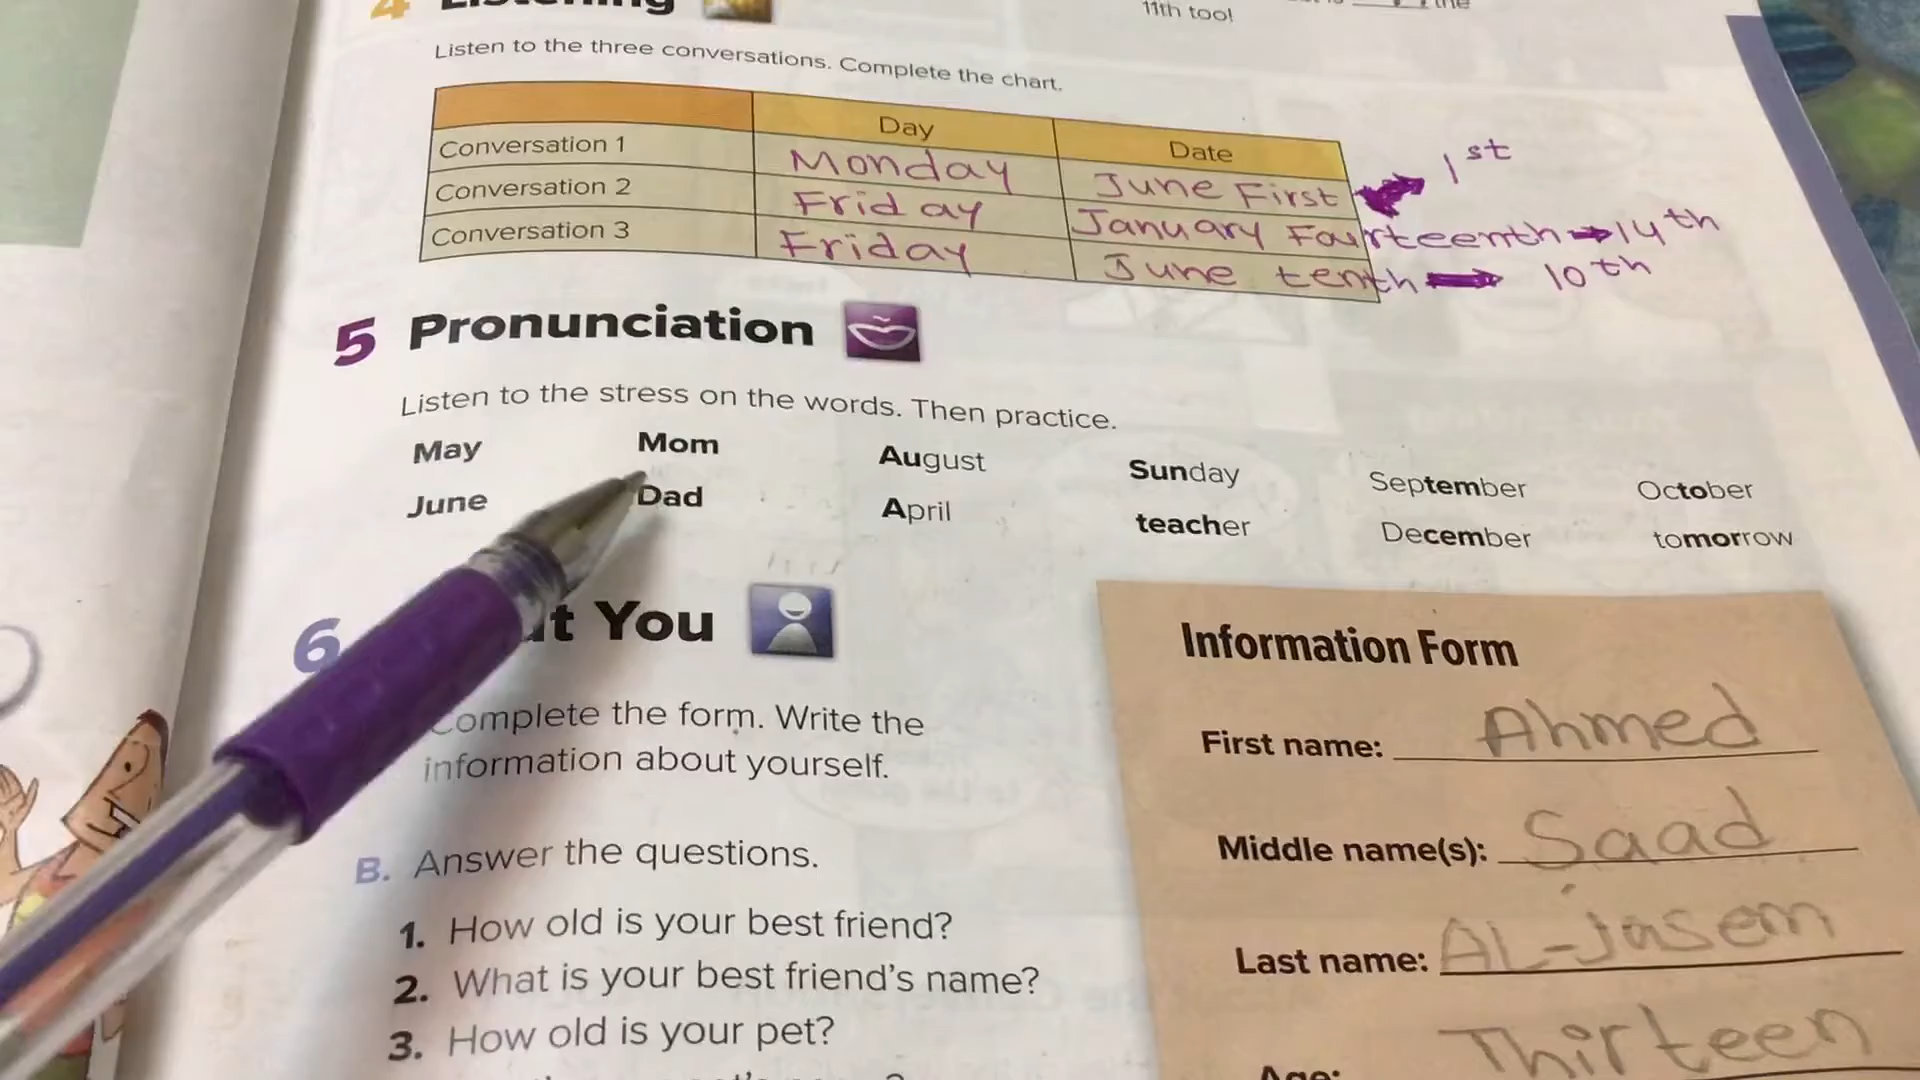 4 Listening
11th too!
the
Listen to the three conversations. Complete the chart.
Day Date
Conversation 1 Monday June First 1st
Conversation 2 Friday January Fourteenth 14th
Conversation 3 Friday June tenth 10th
5 Pronunciation
Listen to the stress on the words. Then practice.
May Mom August Sunday September October
June Dad April teacher December tomorrow
6 t You
Complete the form. Write the
information about yourself.
B. Answer the questions.
1. How old is your best friend?
2. What is your best friend's name?
3. How old is your pet?
Information Form
First name: Ahmed
Middle name(s): Saad
Last name: AL-jasem
Age: Thirteen